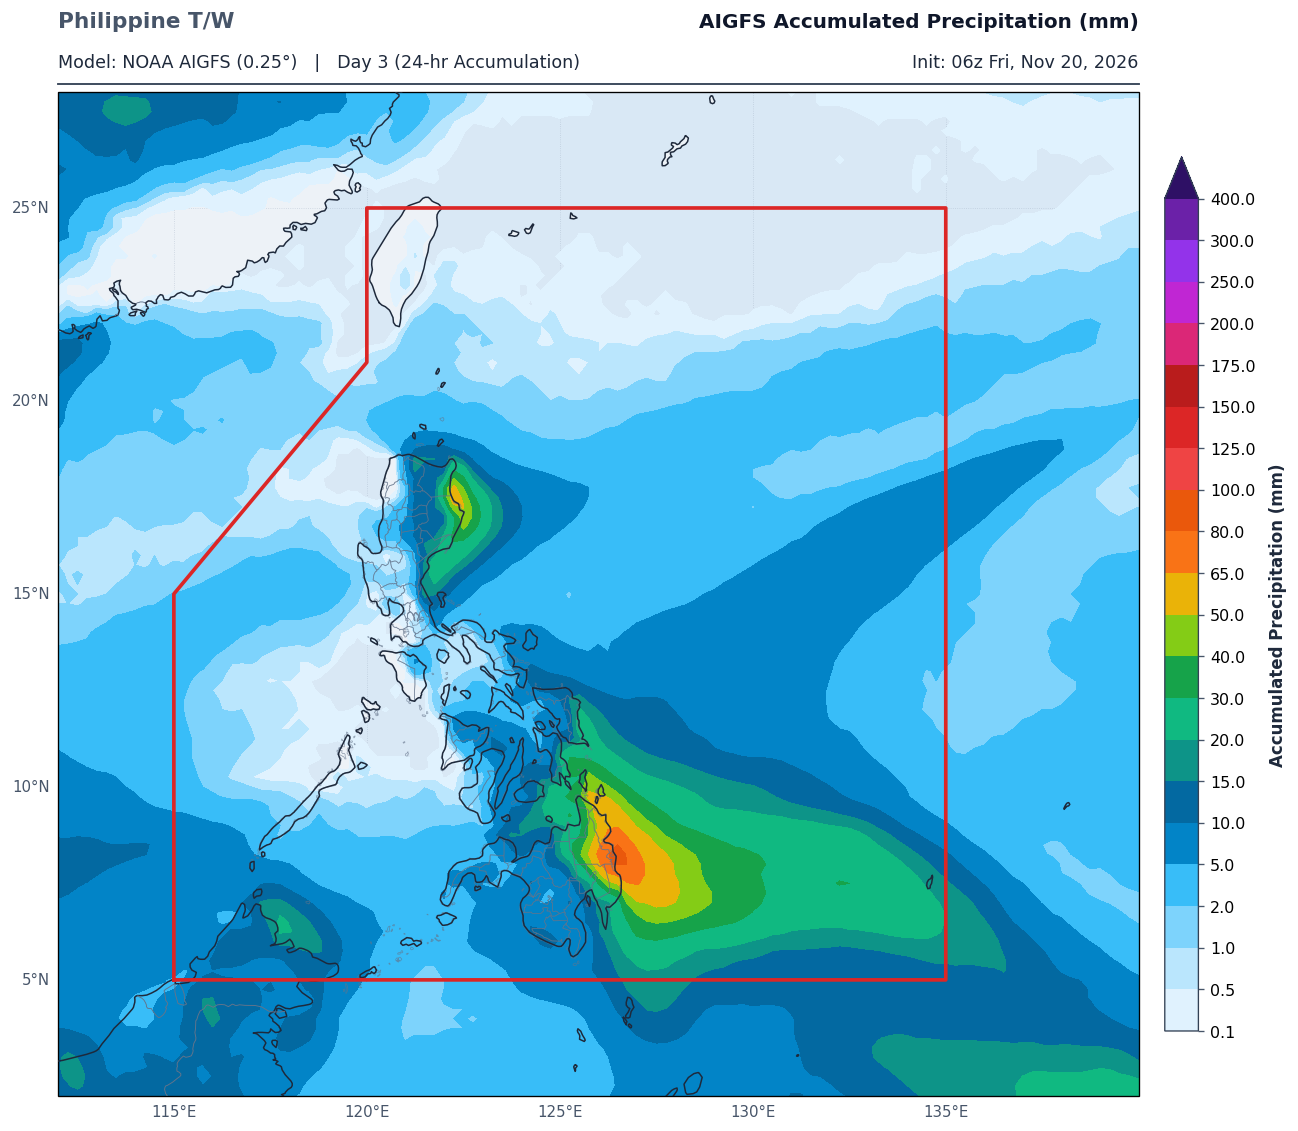 Philippine T/W
AIGFS Accumulated Precipitation (mm)
Model: NOAA AIGFS (0.25°)   |   Day 3 (24-hr Accumulation)
Init: 06z Fri, Nov 20, 2026
25°N
20°N
15°N
10°N
5°N
115°E
120°E
125°E
130°E
135°E
400.0
300.0
250.0
200.0
175.0
150.0
125.0
100.0
80.0
65.0
50.0
40.0
30.0
20.0
15.0
10.0
5.0
2.0
1.0
0.5
0.1
Accumulated Precipitation (mm)